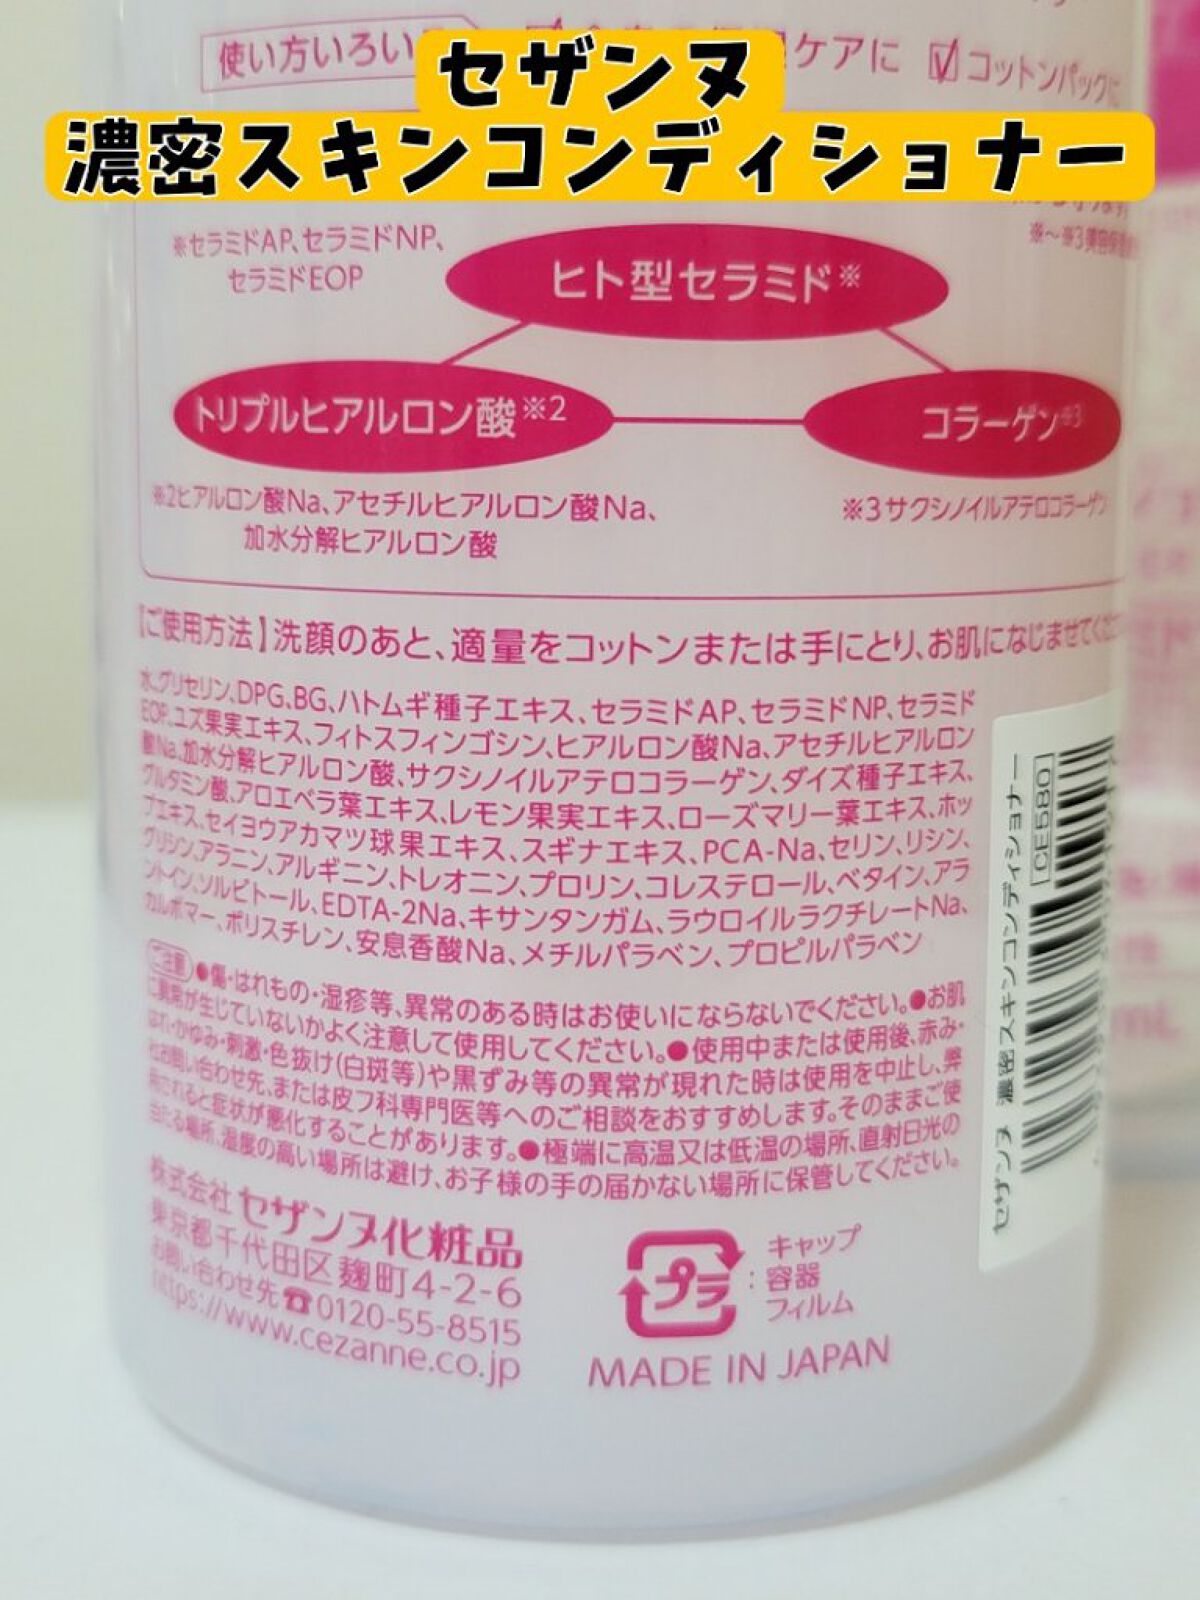 使い方いろいろ
ケアに
コットンパックに
セザンヌ
濃密スキンコンディショナー
※セラミドAP、セラミドNP、
セラミドEOP
ヒト型セラミド※
トリプルヒアルロン酸※2
コラーゲン※3
※2ヒアルロン酸Na、アセチルヒアルロン酸Na、
加水分解ヒアルロン酸
※3サクシノイルアテロコラーゲン
【ご使用方法】洗顔のあと、適量をコットンまたは手にとり、お肌になじませてくだ
水、グリセリン、DPG、BG、ハトムギ種子エキス、セラミドAP、セラミドNP、セラミド
EOP、ユズ果実エキス、フィトスフィンゴシン、ヒアルロン酸Na、アセチルヒアルロン
酸Na、加水分解ヒアルロン酸、サクシノイルアテロコラーゲン、ダイズ種子エキス、
グルタミン酸、アロエベラ葉エキス、レモン果実エキス、ローズマリー葉エキス、ホッ
プエキス、セイヨウアカマツ球果エキス、スギナエキス、PCA-Na、セリン、リシン、
グリシン、アラニン、アルギニン、トレオニン、プロリン、コレステロール、ベタイン、アラ
ントイン、ソルビトール、EDTA-2Na、キサンタンガム、ラウロイルラクチレートNa、
カルボマー、ポリスチレン、安息香酸Na、メチルパラベン、プロピルパラベン
ご注意 ●傷・はれもの・湿疹等、異常のある時はお使いにならないでください。●お肌
に異常が生じていないかよく注意して使用してください。●使用中または使用後、赤み・
はれ・かゆみ・刺激・色抜け(白斑等)や黒ずみ等の異常が現れた時は使用を中止し、弊
社お問い合わせ先、または皮フ科専門医等へのご相談をおすすめします。そのままご使
用されると症状が悪化することがあります。●極端に高温又は低温の場所、直射日光の
当たる場所、湿度の高い場所は避け、お子様の手の届かない場所に保管してください。
株式会社 セザンヌ化粧品
東京都千代田区麹町4-2-6
お問い合わせ先☎0120-55-8515
https://www.cezanne.co.jp
プラ
:
キャップ
容器
フィルム
MADE IN JAPAN
セザンヌ 濃密スキンコンディショナー
CE580